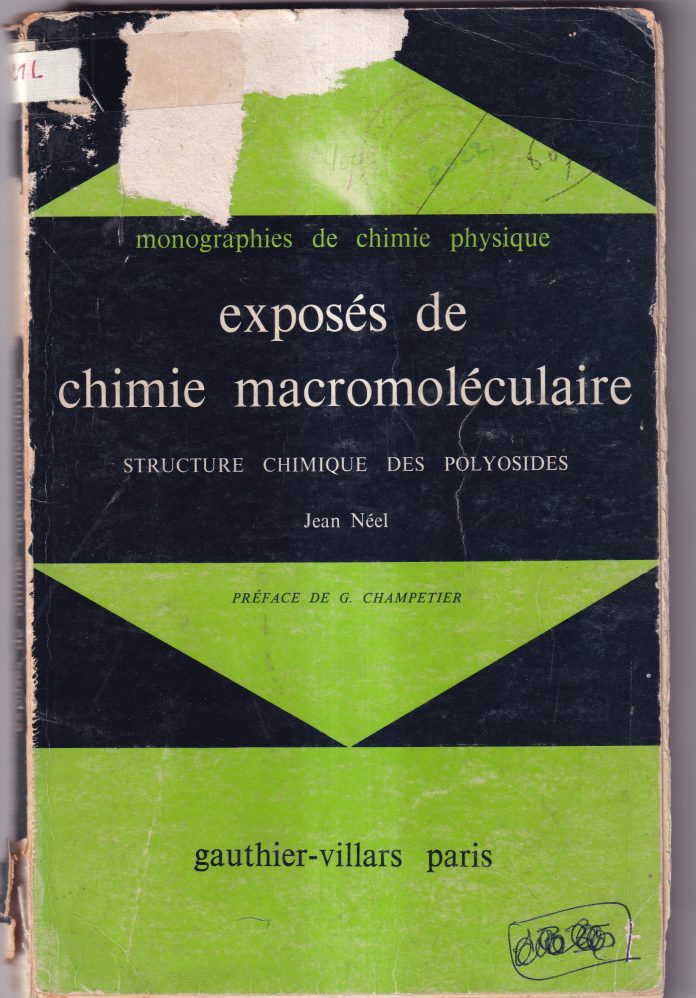 monographies de chimie physique
exposés de
chimie macromoléculaire
STRUCTURE CHIMIQUE DES POLYOSIDES
Jean Néel
PRÉFACE DE G. CHAMPETIER
gauthier-villars paris